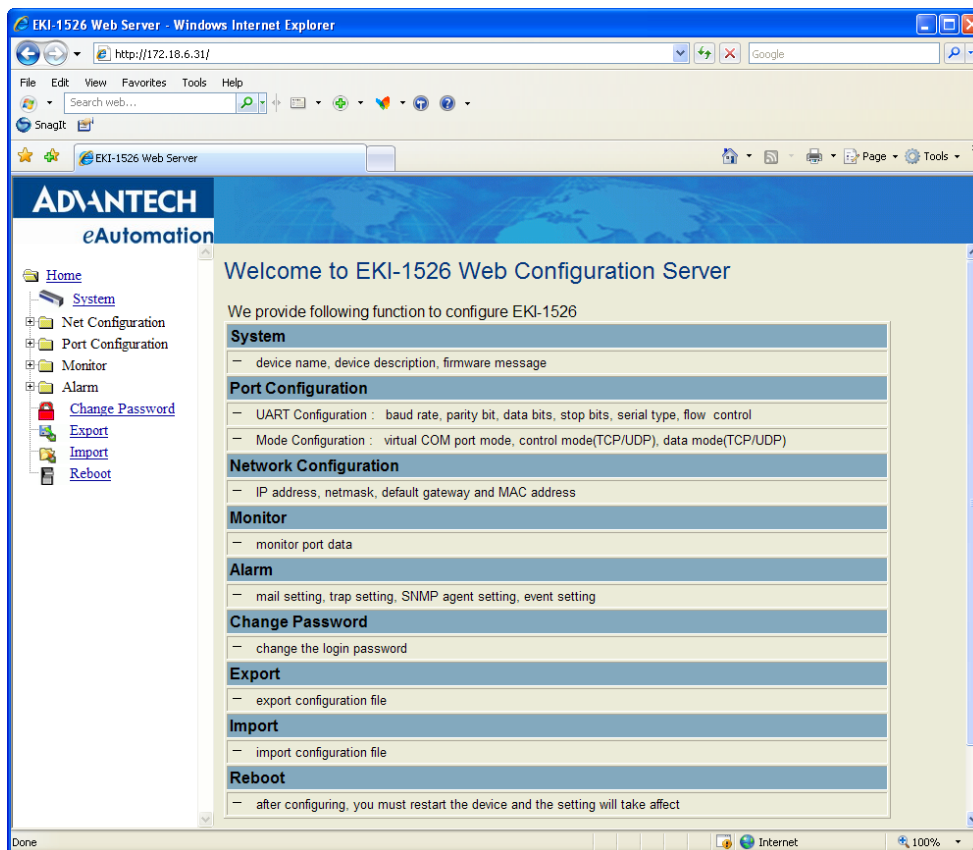 EKI-1526 Web Server - Windows Internet Explorer
http://172.18.6.31/
Google
File Edit View Favorites Tools Help
Search web...
SnagIt
EKI-1526 Web Server
Page Tools
ADVANTECH
eAutomation
Home
System
Net Configuration
Port Configuration
Monitor
Alarm
Change Password
Export
Import
Reboot
Welcome to EKI-1526 Web Configuration Server
We provide following function to configure EKI-1526
System
− device name, device description, firmware message
Port Configuration
− UART Configuration : baud rate, parity bit, data bits, stop bits, serial type, flow control
− Mode Configuration : virtual COM port mode, control mode(TCP/UDP), data mode(TCP/UDP)
Network Configuration
− IP address, netmask, default gateway and MAC address
Monitor
− monitor port data
Alarm
− mail setting, trap setting, SNMP agent setting, event setting
Change Password
− change the login password
Export
− export configuration file
Import
− import configuration file
Reboot
− after configuring, you must restart the device and the setting will take affect
Done
Internet
100%